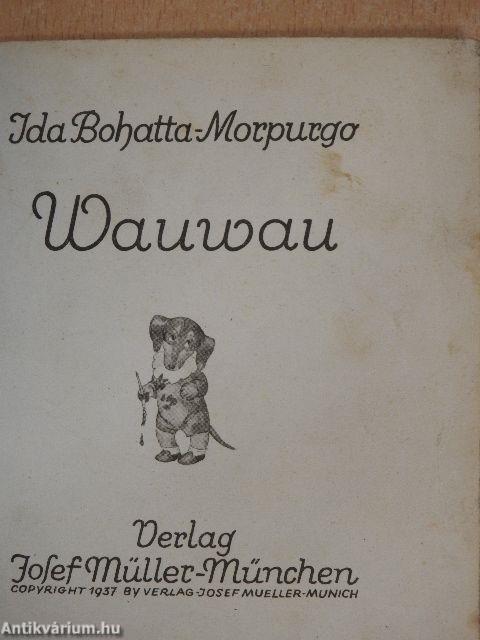 Ida Bohatta-Morpurgo
Wauwau
Verlag
Josef Müller-München
COPYRIGHT 1937 BY VERLAG-JOSEF MUELLER-MUNICH
Antikvárium.hu